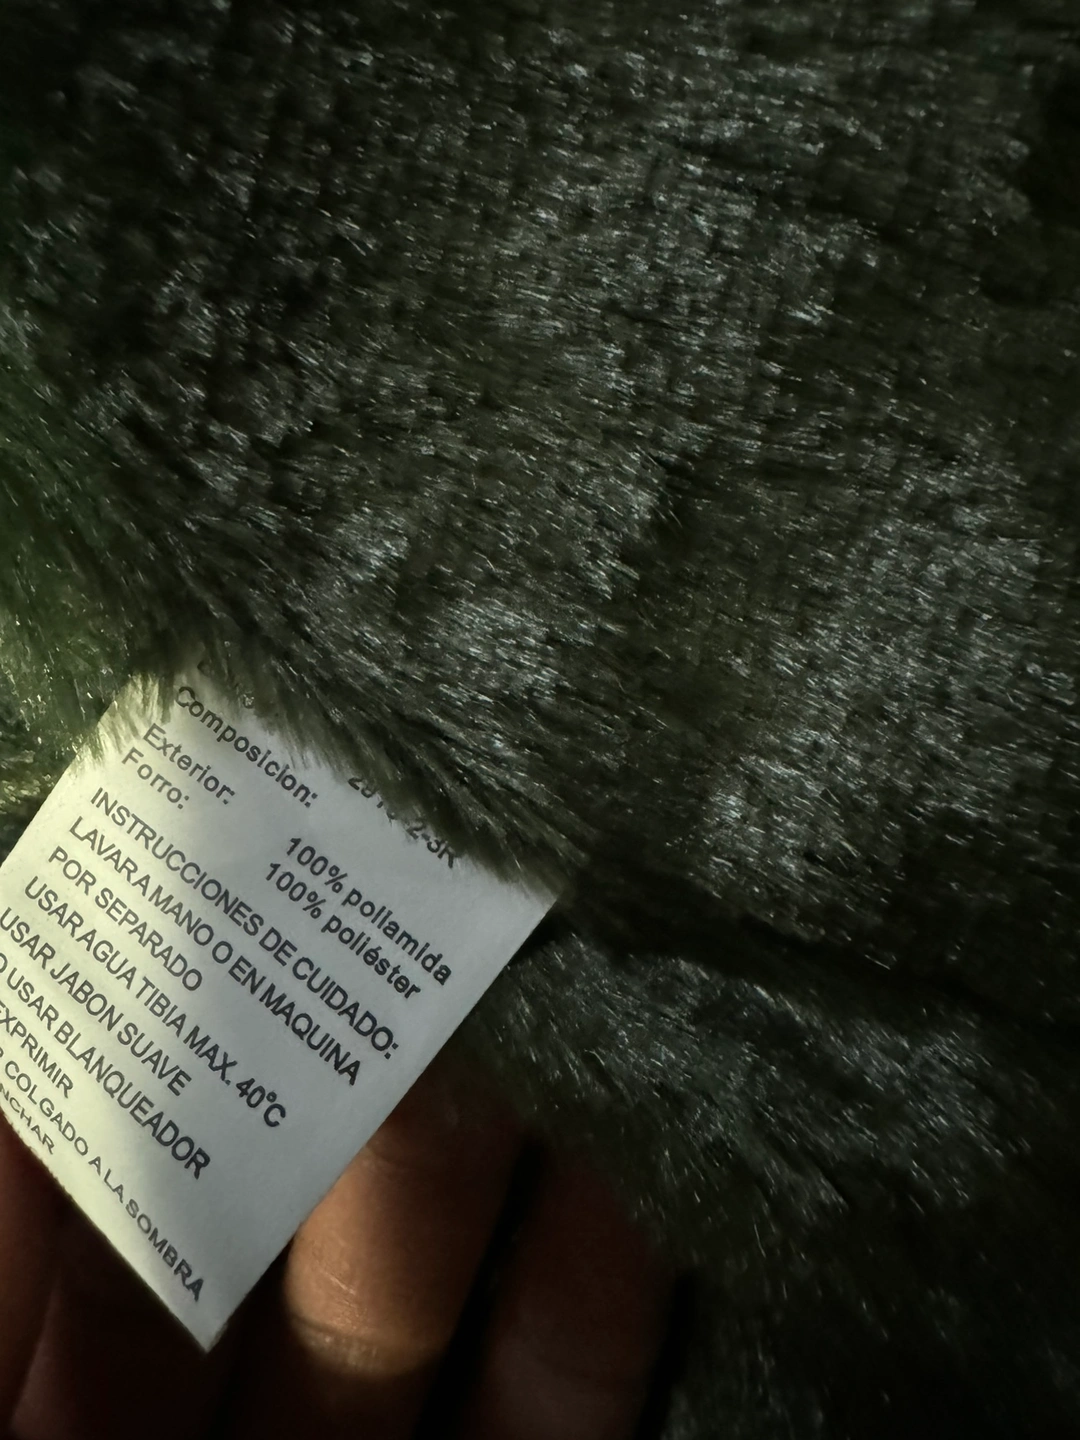 Composicion:
Exterior: 100% poliamida
Forro: 100% poliéster
INSTRUCCIONES DE CUIDADO:
LAVAR A MANO O EN MAQUINA
POR SEPARADO
USAR AGUA TIBIA MAX. 40°C
USAR JABON SUAVE
USAR BLANQUEADOR
EXPRIMIR
COLGADO A LA SOMBRA